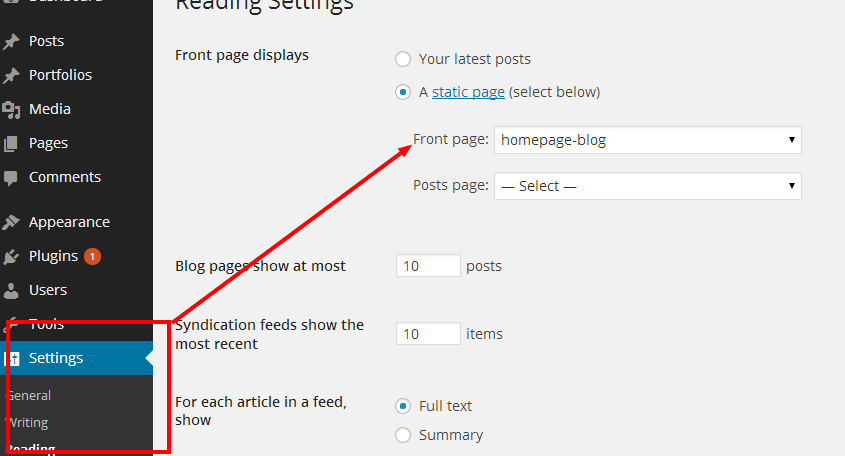 Dashboard
Posts
Portfolios
Media
Pages
Comments
Appearance
Plugins 1
Users
Tools
Settings
General
Writing
Reading
Reading Settings
Front page displays
Your latest posts
A static page (select below)
Front page: homepage-blog
Posts page: — Select —
Blog pages show at most 10 posts
Syndication feeds show the
most recent
10 items
For each article in a feed,
show
Full text
Summary